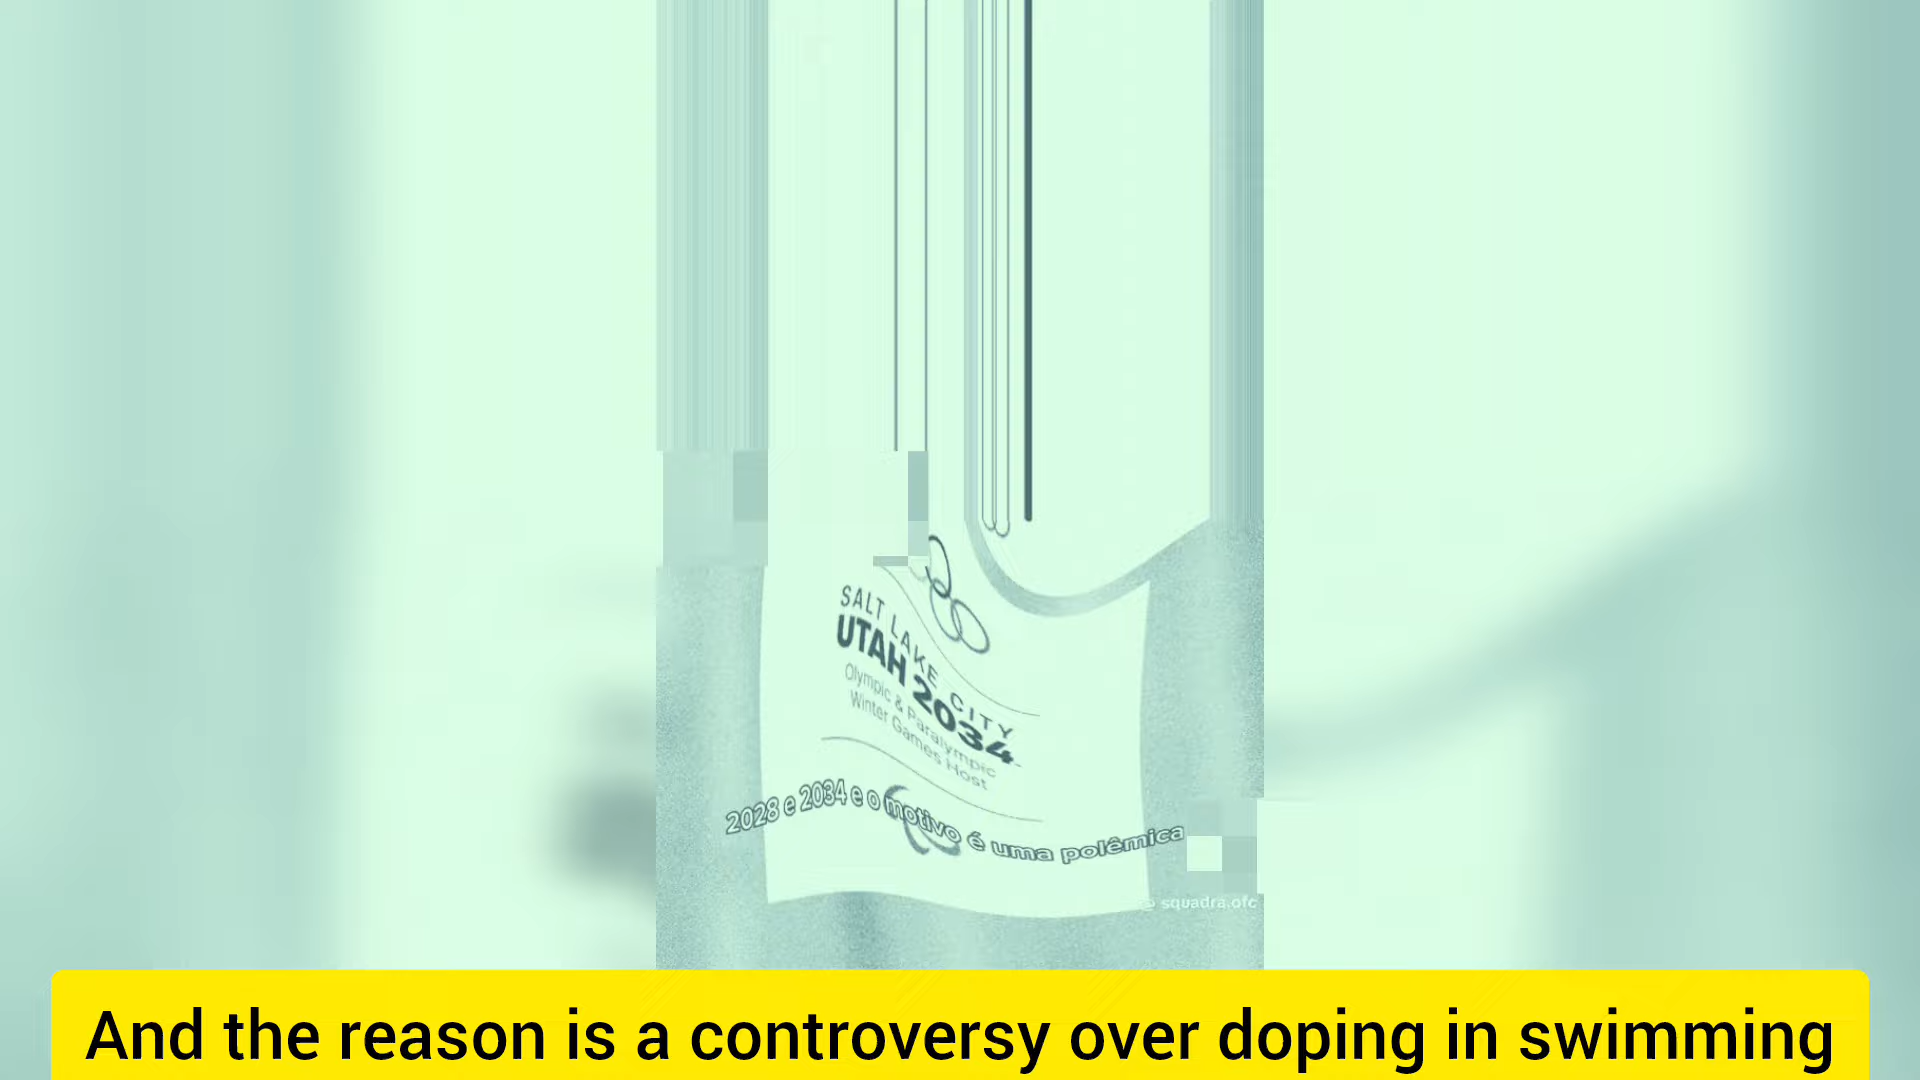 SALT LAKE CITY
UTAH 2034
Olympic & Paralympic
Winter Games Host
2028 e 2034 e o motivo é uma polêmica
@ squadra.ofc
And the reason is a controversy over doping in swimming